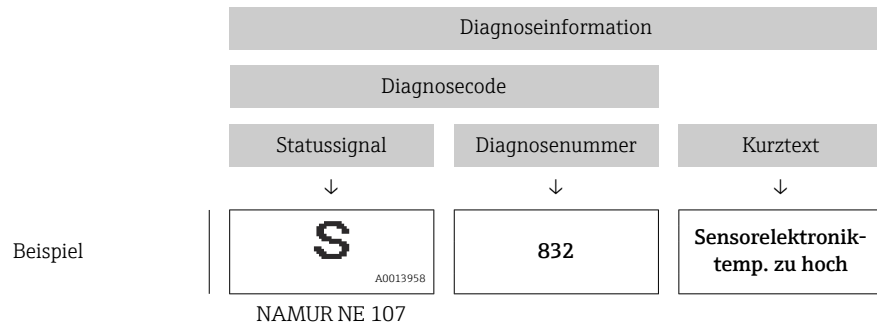 Diagnoseinformation
Diagnosecode
Statussignal
Diagnosenummer
Kurztext
↓
↓
↓
Beispiel
S
A0013958
832
Sensorelektronik-
temp. zu hoch
NAMUR NE 107